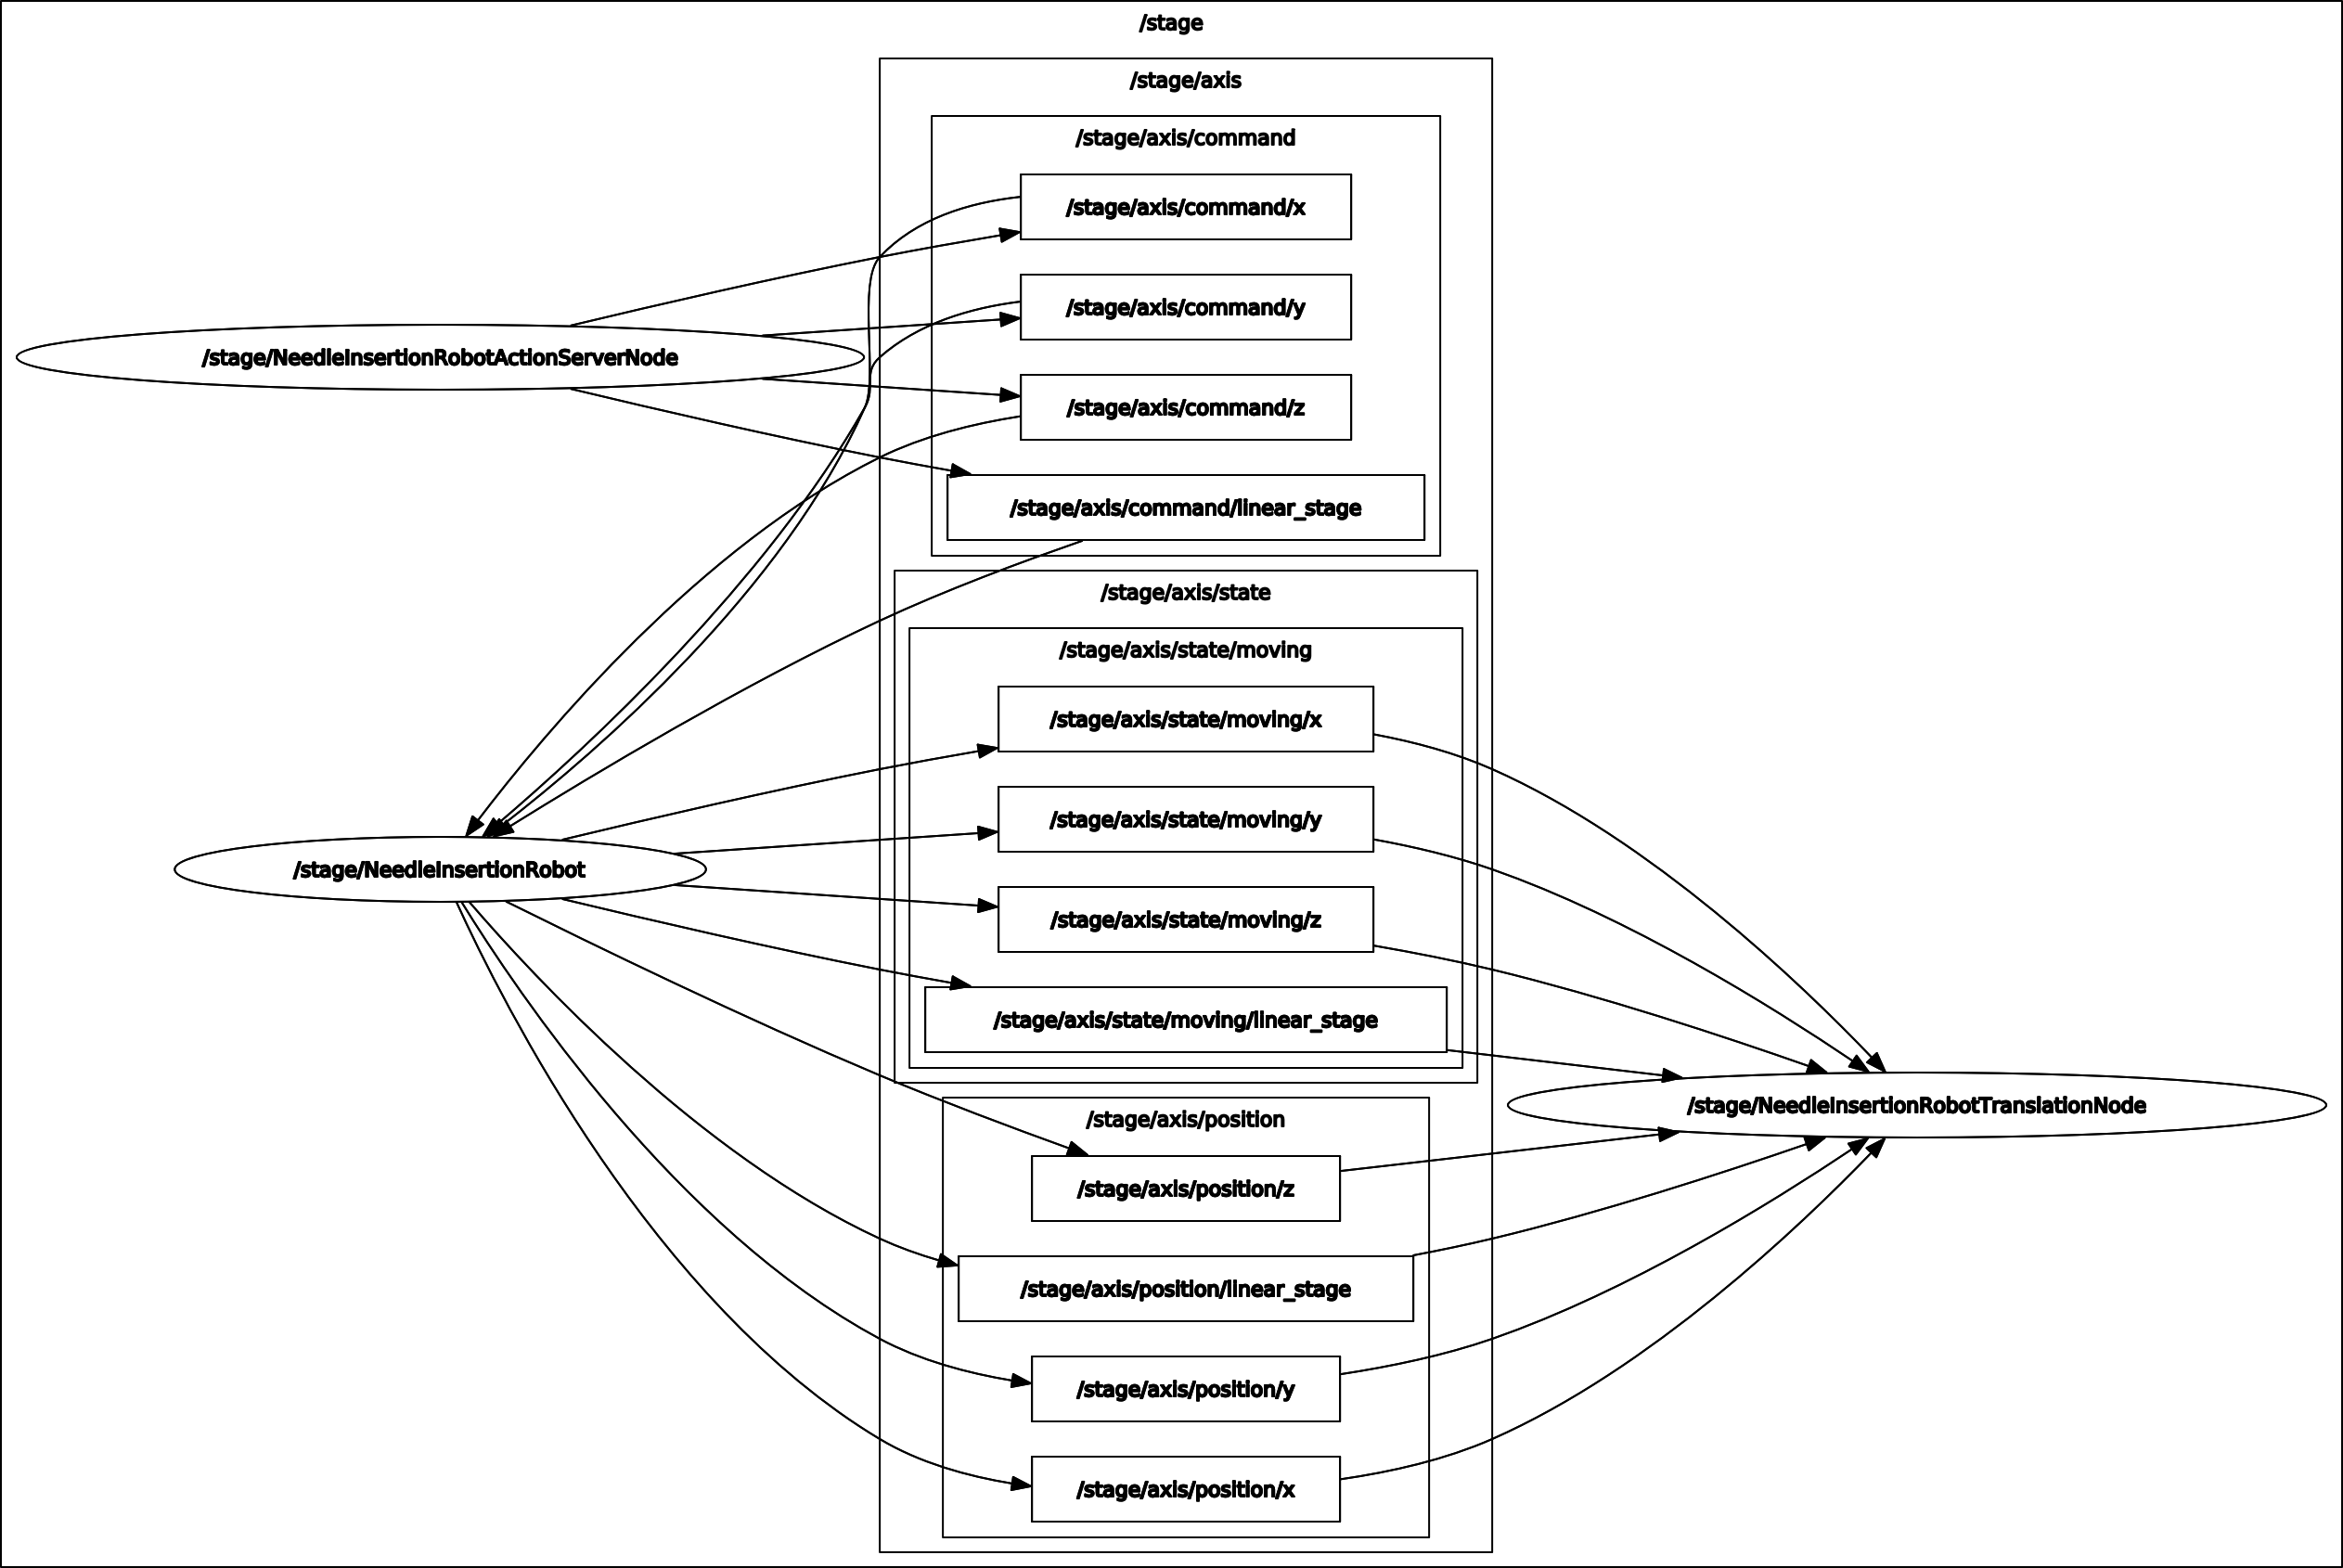 /stage
/stage/axis
/stage/axis/command
/stage/axis/command/x
/stage/axis/command/y
/stage/NeedleInsertionRobotActionServerNode
/stage/axis/command/z
/stage/axis/command/linear_stage
/stage/axis/state
/stage/axis/state/moving
/stage/axis/state/moving/x
/stage/axis/state/moving/y
/stage/NeedleInsertionRobot
/stage/axis/state/moving/z
/stage/axis/state/moving/linear_stage
/stage/NeedleInsertionRobotTranslationNode
/stage/axis/position
/stage/axis/position/z
/stage/axis/position/linear_stage
/stage/axis/position/y
/stage/axis/position/x